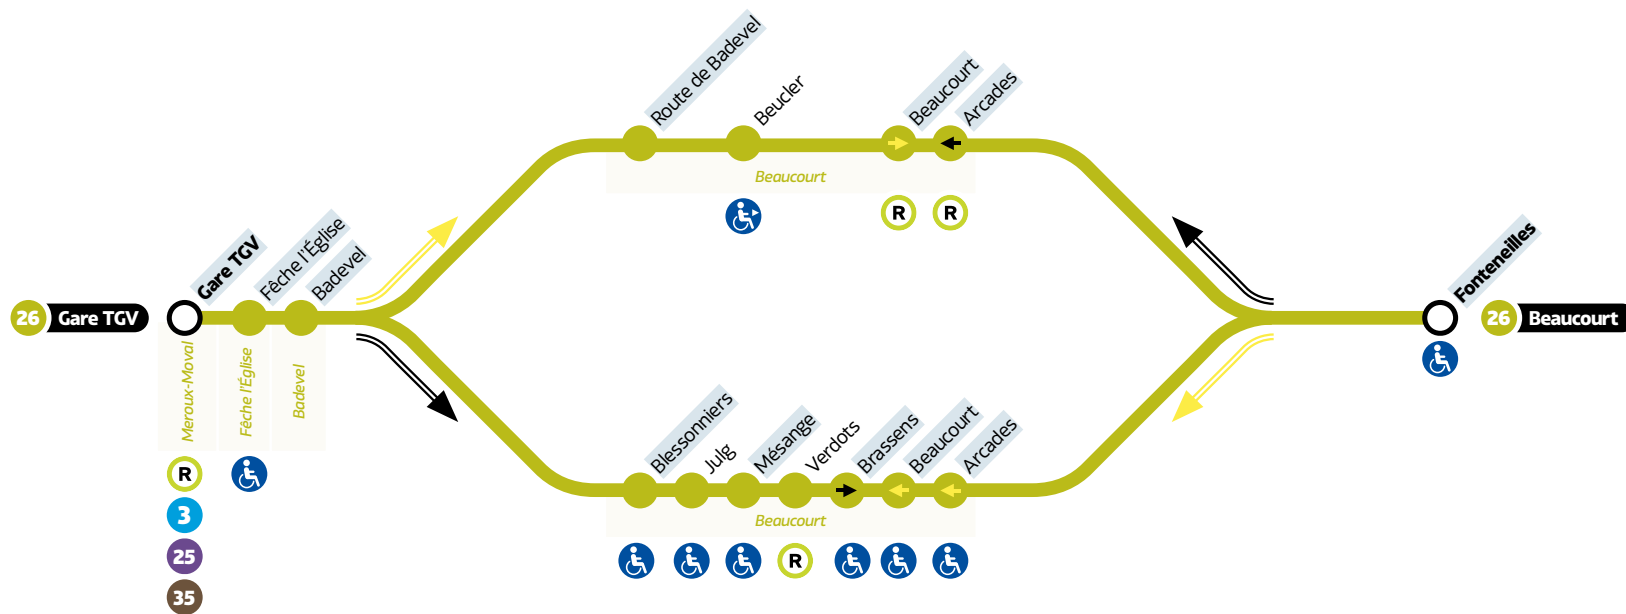 Route de Badevel
Beucler
Beaucourt
Arcades
Beaucourt
R
R
Gare TGV
Fêche l'Église
Badevel
Fonteneilles
26 Gare TGV
26 Beaucourt
Meroux-Moval
Fêche l'Église
Badevel
R
3
25
35
Blessonniers
Julg
Mésange
Verdots
Brassens
Beaucourt
Arcades
Beaucourt
R